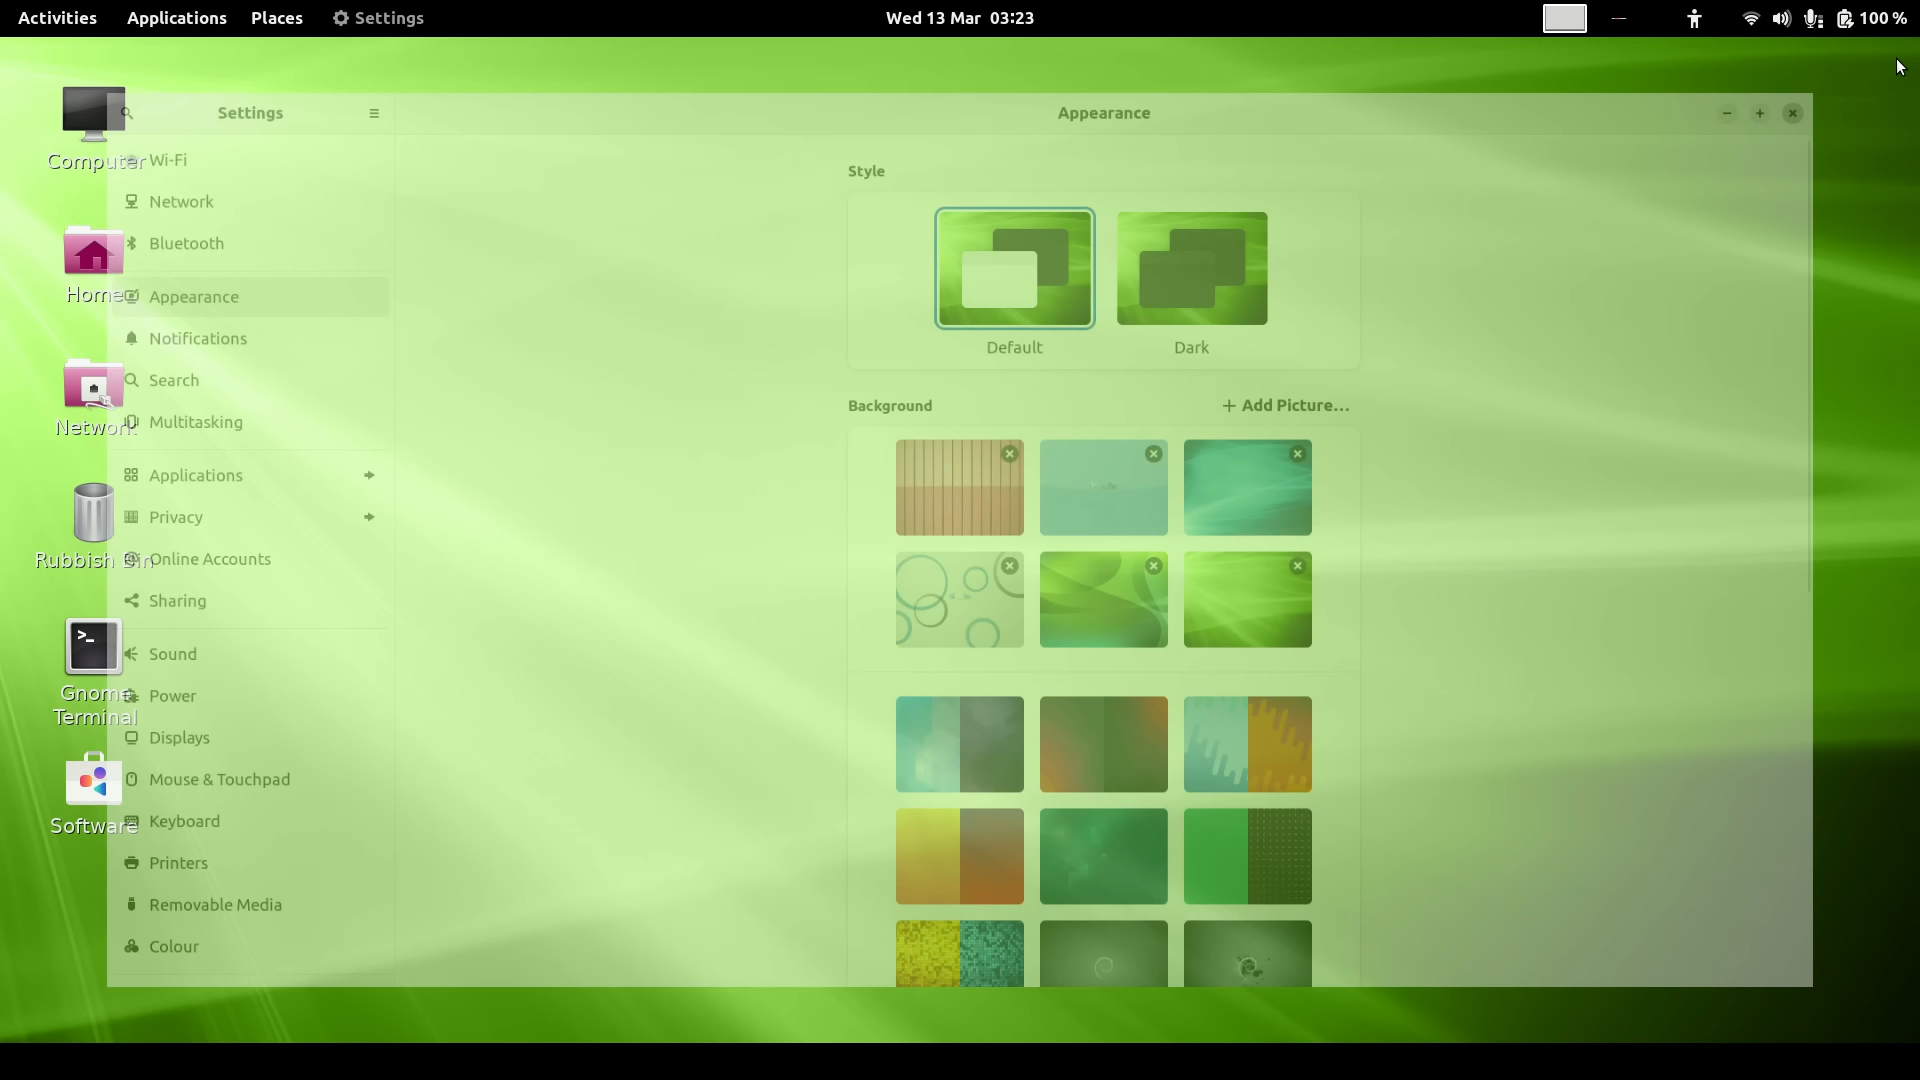 Activities Applications Places Settings Wed 13 Mar 03:23 100 %
Computer
Home
Network
Rubbish Bin
>_
Gnome
Terminal
Software
Settings
Wi-Fi
Network
Bluetooth
Appearance
Notifications
Search
Multitasking
Applications
Privacy
Online Accounts
Sharing
Sound
Power
Displays
Mouse & Touchpad
Keyboard
Printers
Removable Media
Colour
Appearance
Style
Default Dark
Background + Add Picture…